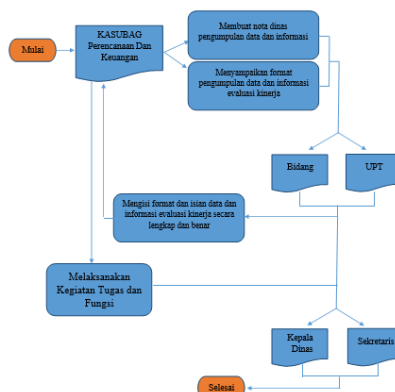 Mulai
KASUBAG
Perencanaan Dan
Keuangan
Membuat nota dinas
pengumpulan data dan informasi
Menyampaikan format
pengumpulan data dan informasi
evaluasi kinerja
Bidang
UPT
Mengisi format dan isian data dan
informasi evaluasi kinerja secara
lengkap dan benar
Melaksanakan
Kegiatan Tugas dan
Fungsi
Kepala
Dinas
Sekretaris
Selesai